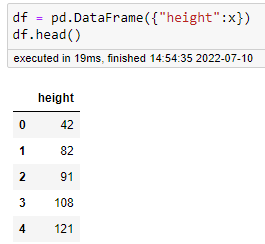 df = pd.DataFrame({"height":x})
df.head()
executed in 19ms, finished 14:54:35 2022-07-10
height
0 42
1 82
2 91
3 108
4 121